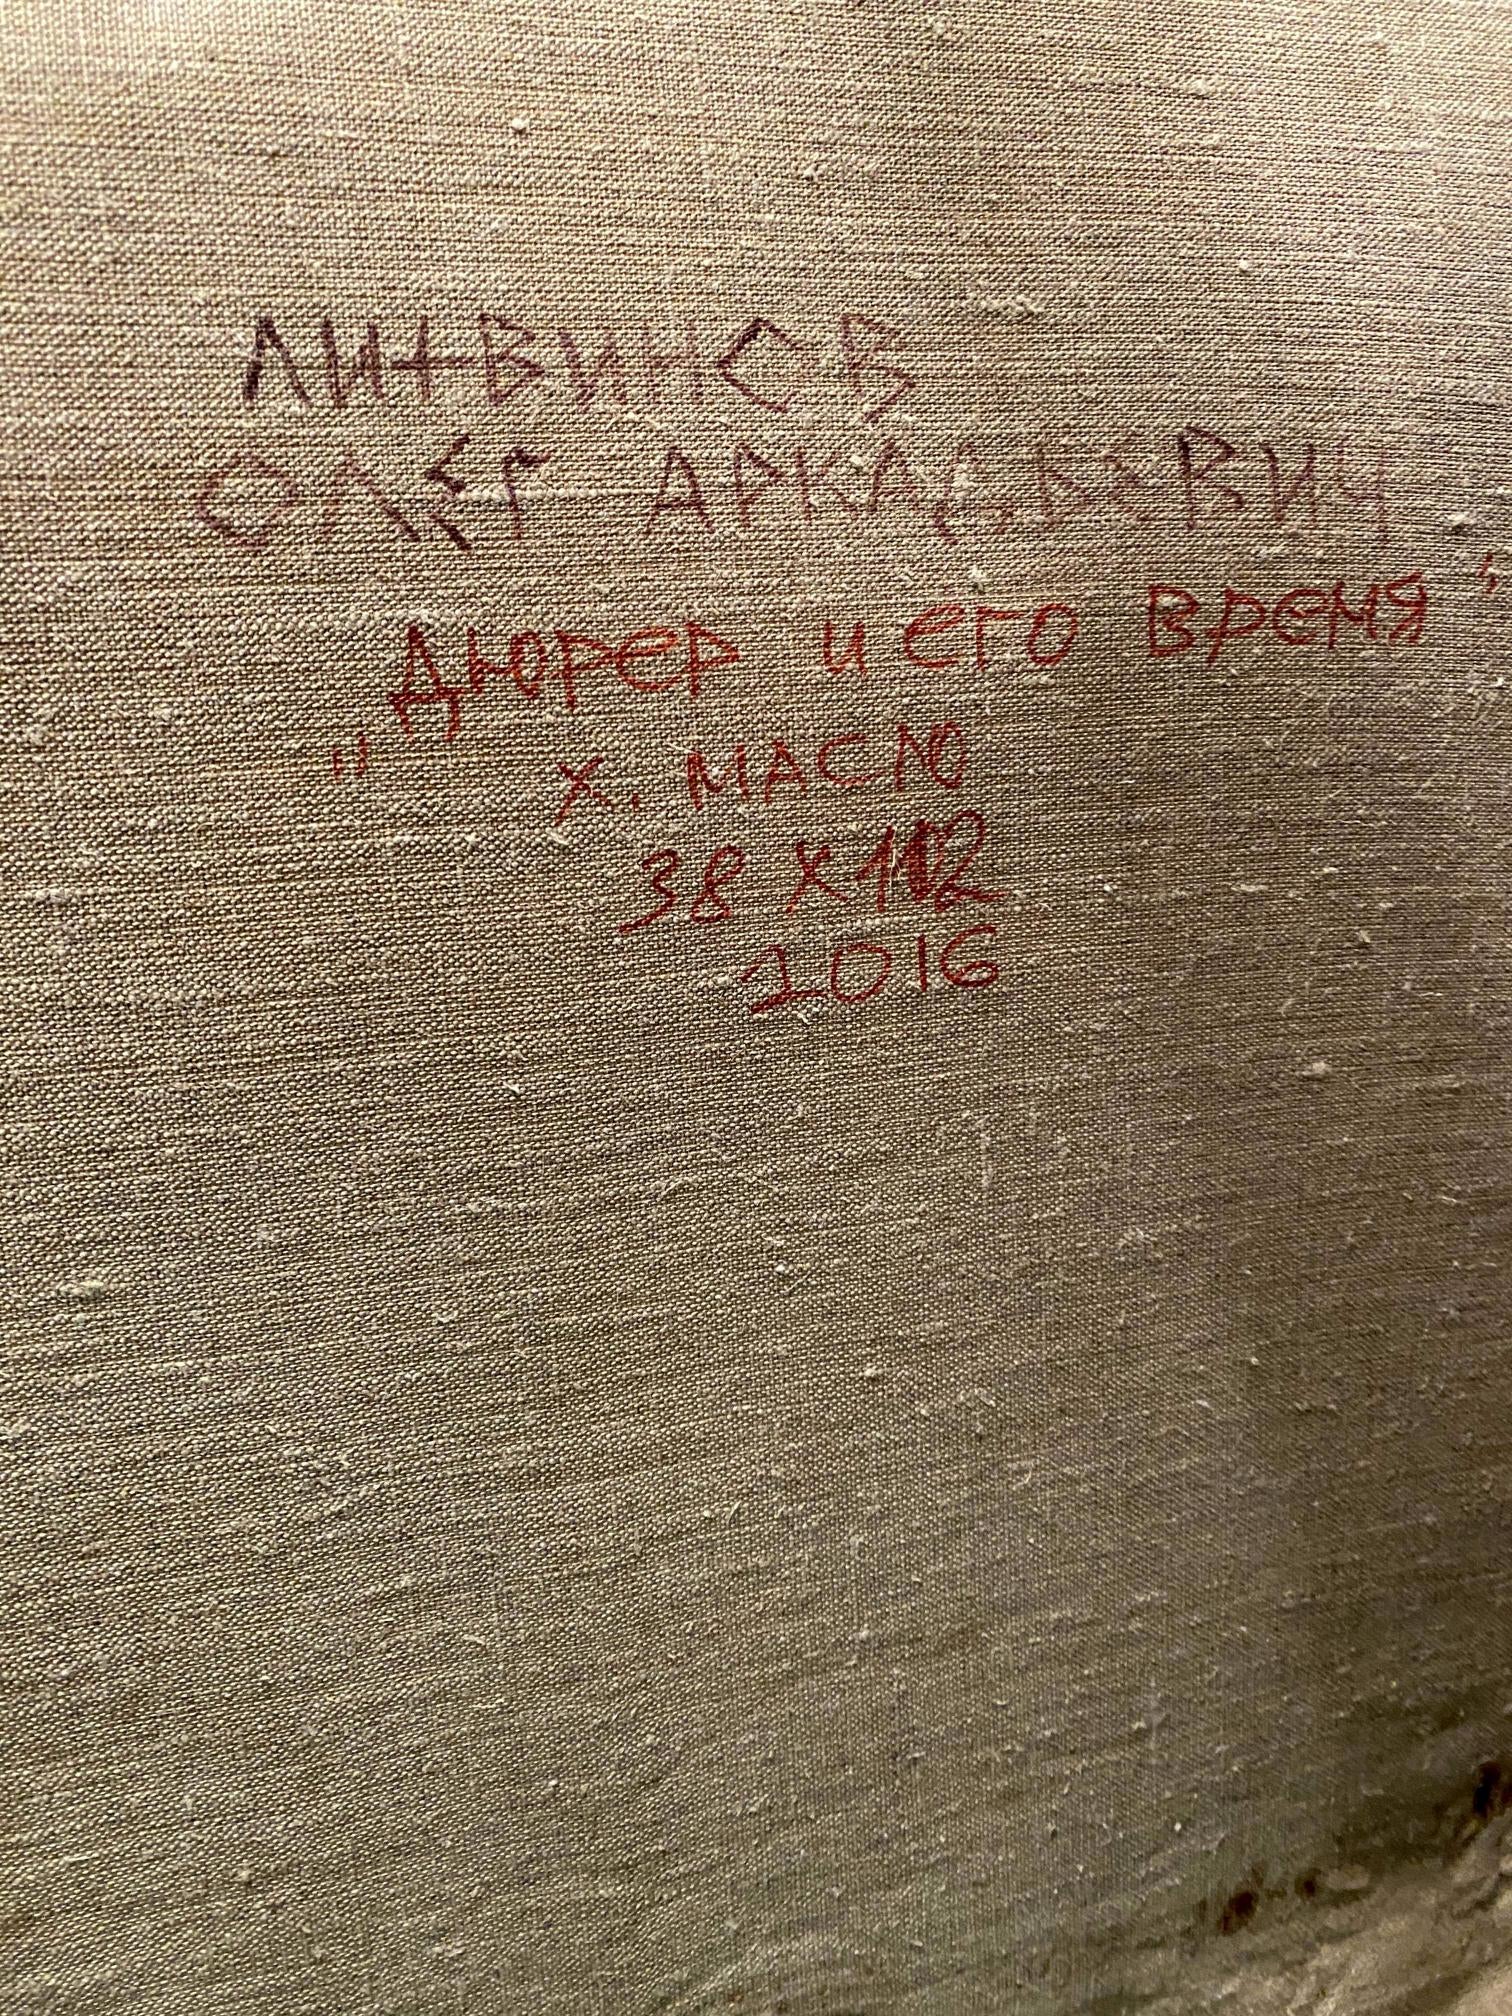 ЛИТВИНОВ
ОЛЕГ АРКАДЬЕВИЧ
„Дюрер и его время"
х. МАСЛО
38 х 102
2016